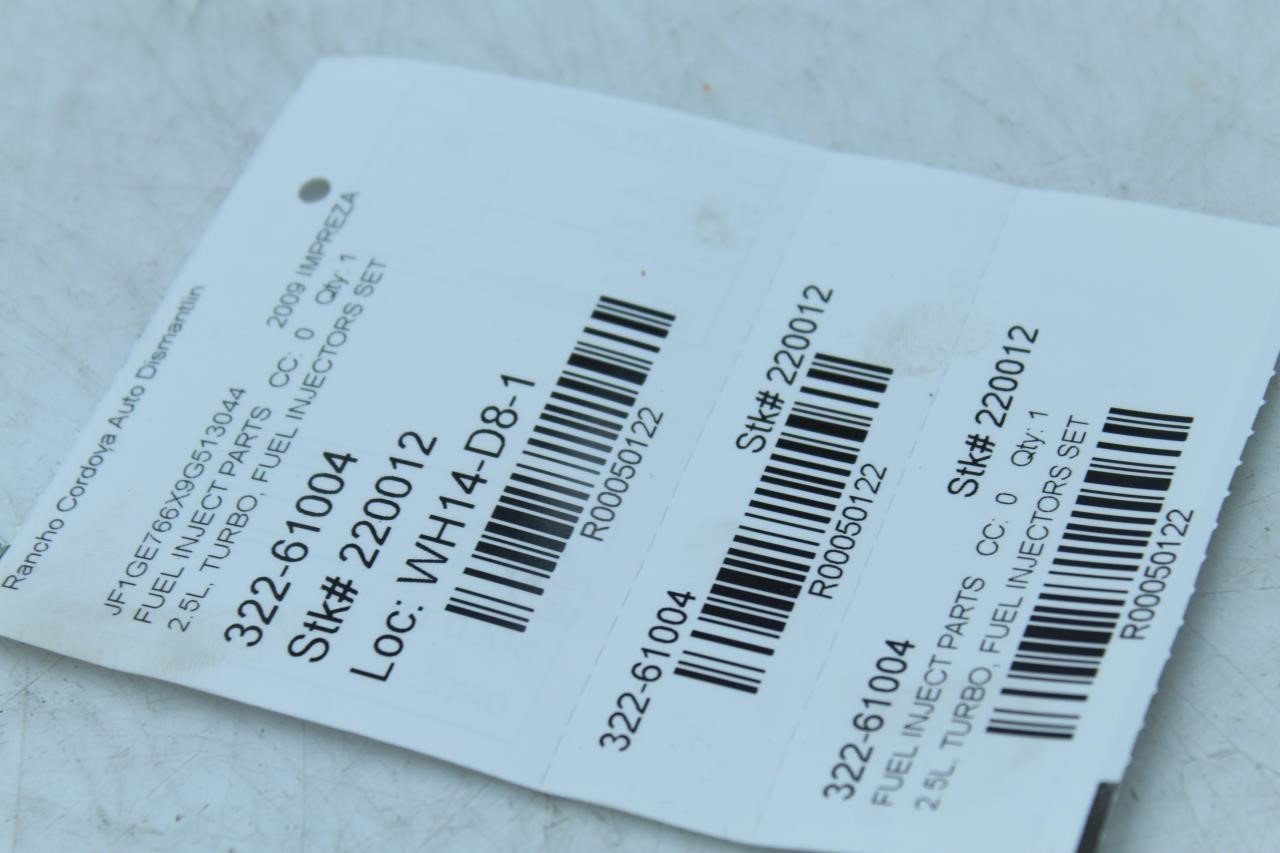 Rancho Cordova Auto Dismantlin
JF1GE766X9G513044 2009 IMPREZA
FUEL INJECT PARTS CC: 0 Qty: 1
2.5L, TURBO, FUEL INJECTORS SET
322-61004
Stk# 220012
Loc: WH14-D8-1
R00050122
322-61004 Stk# 220012
R00050122
322-61004 Stk# 220012
FUEL INJECT PARTS CC: 0 Qty: 1
2.5L, TURBO, FUEL INJECTORS SET
R00050122